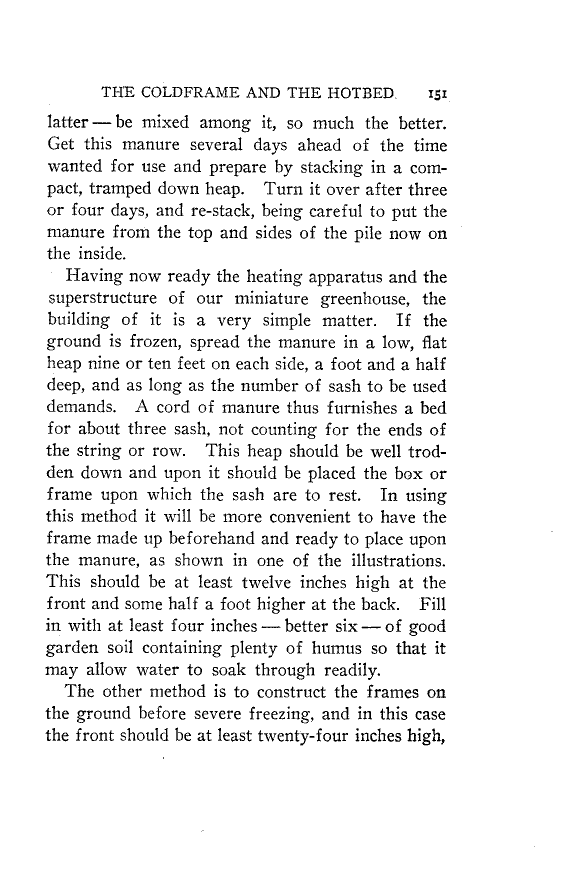 THE COLDFRAME AND THE HOTBED. 151
latter — be mixed among it, so much the better.
Get this manure several days ahead of the time
wanted for use and prepare by stacking in a com-
pact, tramped down heap. Turn it over after three
or four days, and re-stack, being careful to put the
manure from the top and sides of the pile now on
the inside.
Having now ready the heating apparatus and the
superstructure of our miniature greenhouse, the
building of it is a very simple matter. If the
ground is frozen, spread the manure in a low, flat
heap nine or ten feet on each side, a foot and a half
deep, and as long as the number of sash to be used
demands. A cord of manure thus furnishes a bed
for about three sash, not counting for the ends of
the string or row. This heap should be well trod-
den down and upon it should be placed the box or
frame upon which the sash are to rest. In using
this method it will be more convenient to have the
frame made up beforehand and ready to place upon
the manure, as shown in one of the illustrations.
This should be at least twelve inches high at the
front and some half a foot higher at the back. Fill
in with at least four inches — better six — of good
garden soil containing plenty of humus so that it
may allow water to soak through readily.
The other method is to construct the frames on
the ground before severe freezing, and in this case
the front should be at least twenty-four inches high,